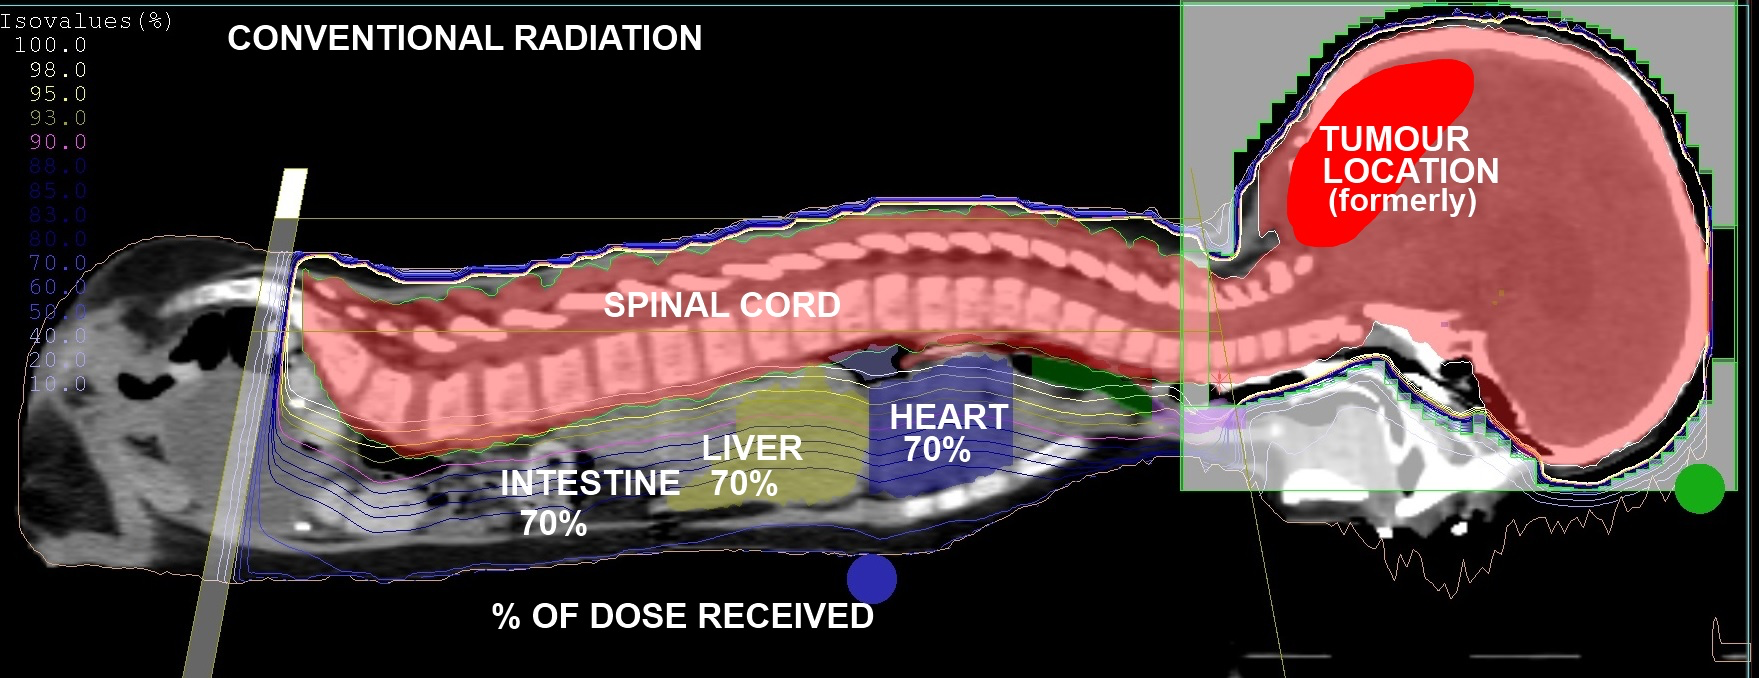 Isovalues(%)
100.0
98.0
95.0
93.0
90.0
88.0
85.0
83.0
80.0
70.0
60.0
50.0
40.0
20.0
10.0
CONVENTIONAL RADIATION
TUMOUR
LOCATION
(formerly)
SPINAL CORD
HEART
70%
LIVER
70%
INTESTINE
70%
% OF DOSE RECEIVED